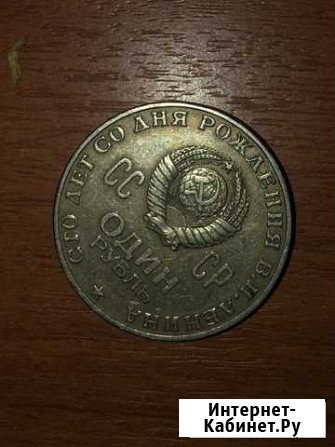 СТО ЛЕТ СО ДНЯ РОЖДЕНИЯ В.И.ЛЕНИНА
СС
СР
ОДИН
РУБЛЬ
Интернет-
Кабинет.Ру